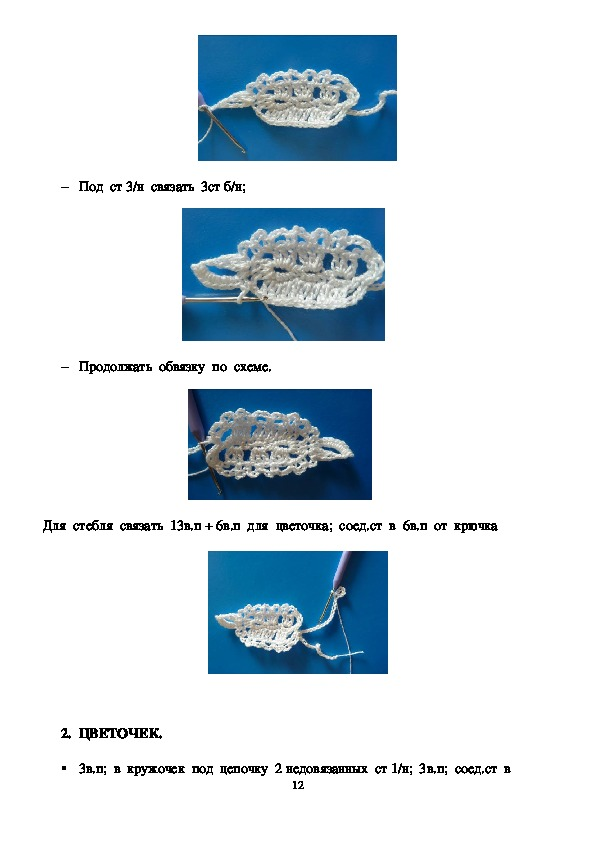 – Под ст 3/н связать 3ст б/н;
– Продолжать обвязку по схеме.
Для стебля связать 13в.п + 6в.п для цветочка; соед.ст в 6в.п от крючка
2. ЦВЕТОЧЕК.
▪ 3в.п; в кружочек под цепочку 2 недовязанных ст 1/н; 3в.п; соед.ст в
12